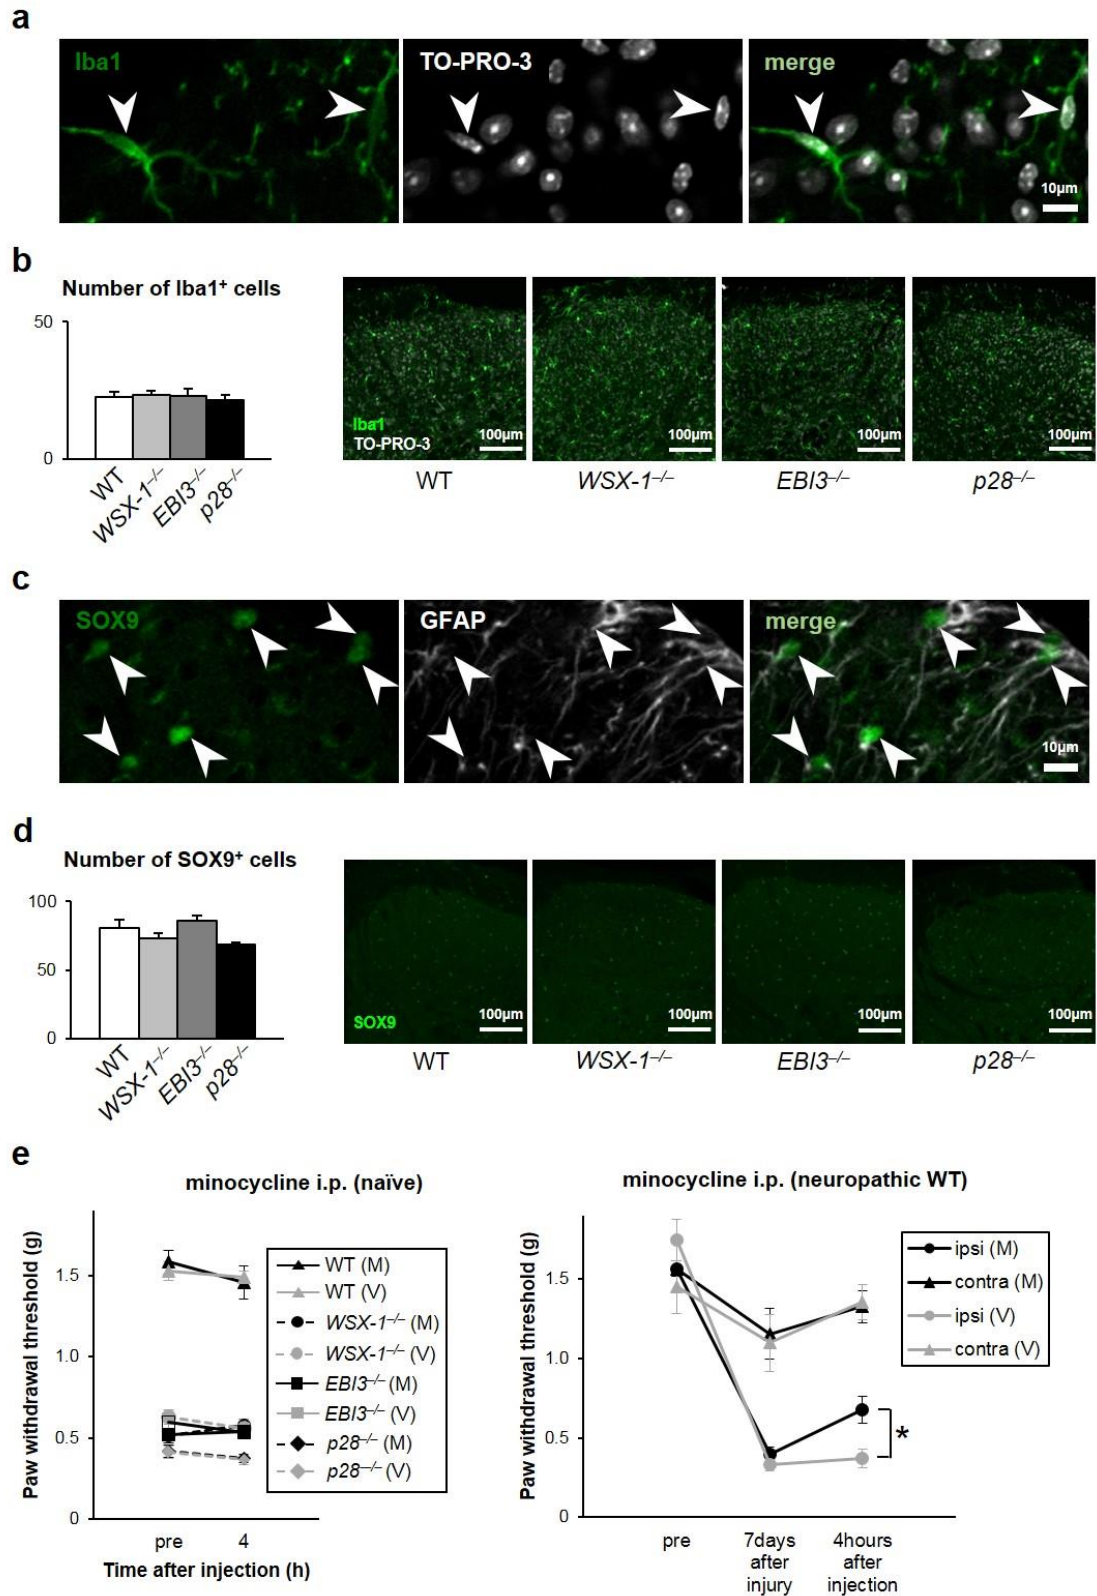 a
Iba1
TO-PRO-3
merge
10µm
b
Number of Iba1⁺ cells
50
0
WT
WSX-1⁻/⁻
EBI3⁻/⁻
p28⁻/⁻
Iba1
TO-PRO-3
100µm
100µm
100µm
100µm
WT
WSX-1⁻/⁻
EBI3⁻/⁻
p28⁻/⁻
c
SOX9
GFAP
merge
10µm
d
Number of SOX9⁺ cells
100
50
0
WT
WSX-1⁻/⁻
EBI3⁻/⁻
p28⁻/⁻
SOX9
100µm
100µm
100µm
100µm
WT
WSX-1⁻/⁻
EBI3⁻/⁻
p28⁻/⁻
e
minocycline i.p. (naïve)
Paw withdrawal threshold (g)
1.5
1.0
0.5
0
pre
4
Time after injection (h)
WT (M)
WT (V)
WSX-1⁻/⁻ (M)
WSX-1⁻/⁻ (V)
EBI3⁻/⁻ (M)
EBI3⁻/⁻ (V)
p28⁻/⁻ (M)
p28⁻/⁻ (V)
minocycline i.p. (neuropathic WT)
Paw withdrawal threshold (g)
1.5
1.0
0.5
0
pre
7days
after
injury
4hours
after
injection
ipsi (M)
contra (M)
ipsi (V)
contra (V)
*